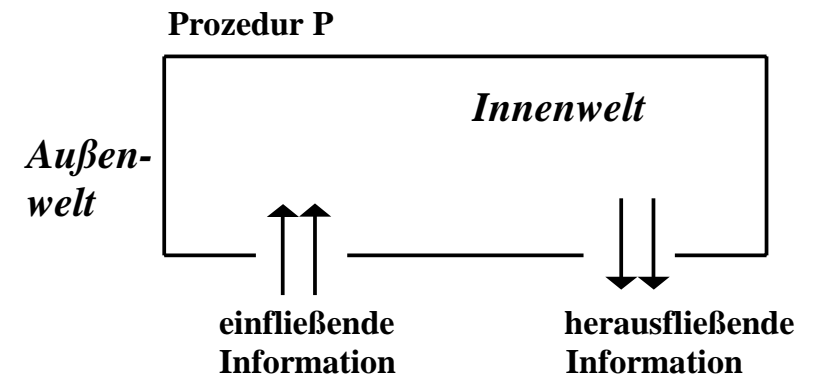 Prozedur P
Innenwelt
Außen-
welt
einfließende
Information
herausfließende
Information